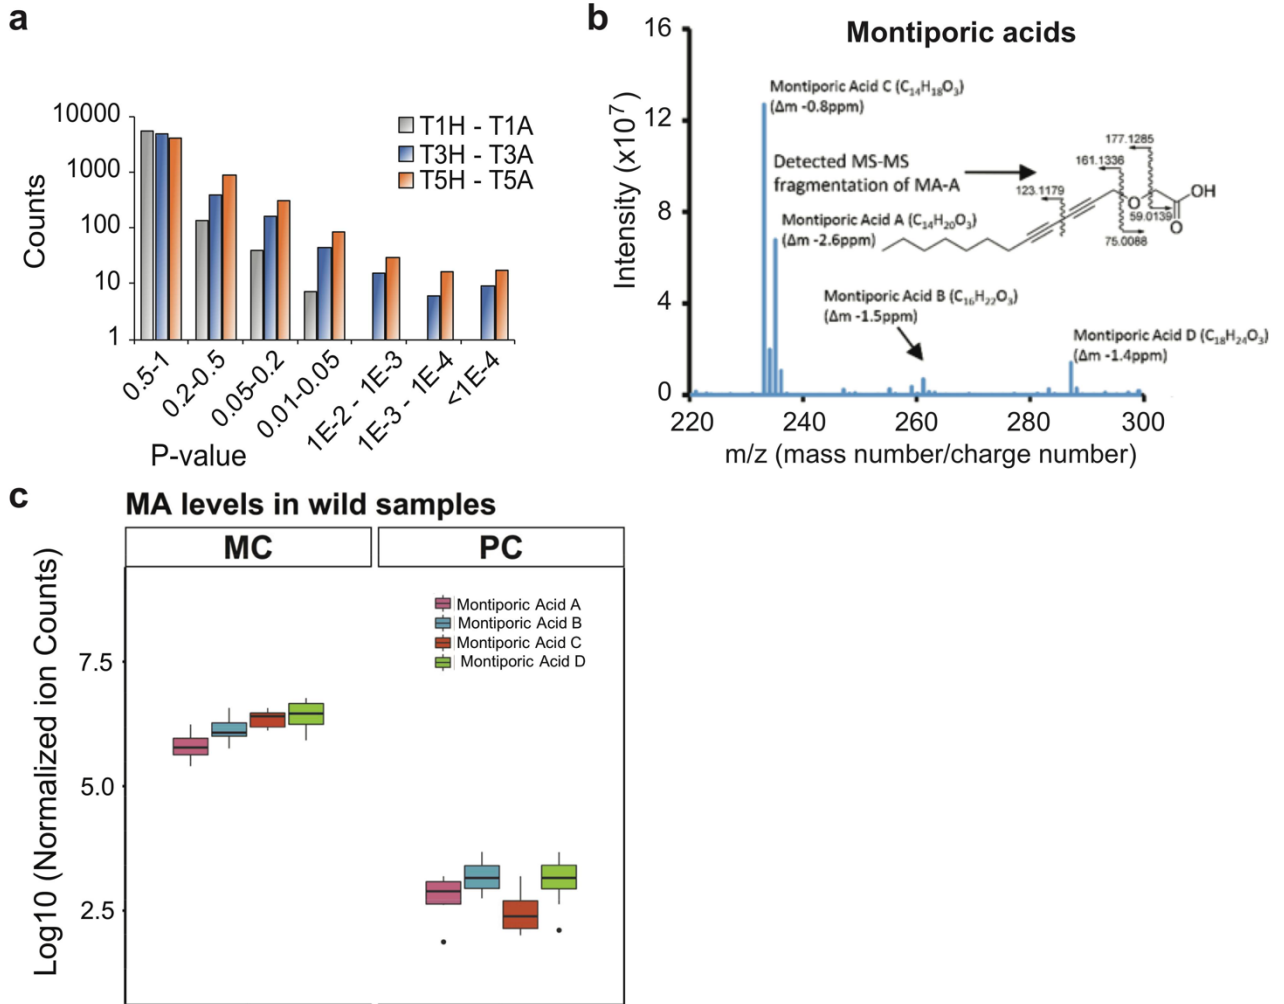 a
10000
1000
100
10
1
Counts
T1H - T1A
T3H - T3A
T5H - T5A
0.5-1
0.2-0.5
0.05-0.2
0.01-0.05
1E-2 - 1E-3
1E-3 - 1E-4
<1E-4
P-value
b
Montiporic acids
16
12
8
4
0
Intensity (x10⁷)
Montiporic Acid C (C₁₄H₁₈O₃)
(Δm -0.8ppm)
Detected MS-MS
fragmentation of MA-A
177.1285
161.1336
123.1179
O
OH
O
59.0139
75.0088
Montiporic Acid A (C₁₄H₂₀O₃)
(Δm -2.6ppm)
Montiporic Acid B (C₁₆H₂₂O₃)
(Δm -1.5ppm)
Montiporic Acid D (C₁₈H₂₄O₃)
(Δm -1.4ppm)
220
240
260
280
300
m/z (mass number/charge number)
c
MA levels in wild samples
MC
PC
Log10 (Normalized ion Counts)
7.5
5.0
2.5
Montiporic Acid A
Montiporic Acid B
Montiporic Acid C
Montiporic Acid D